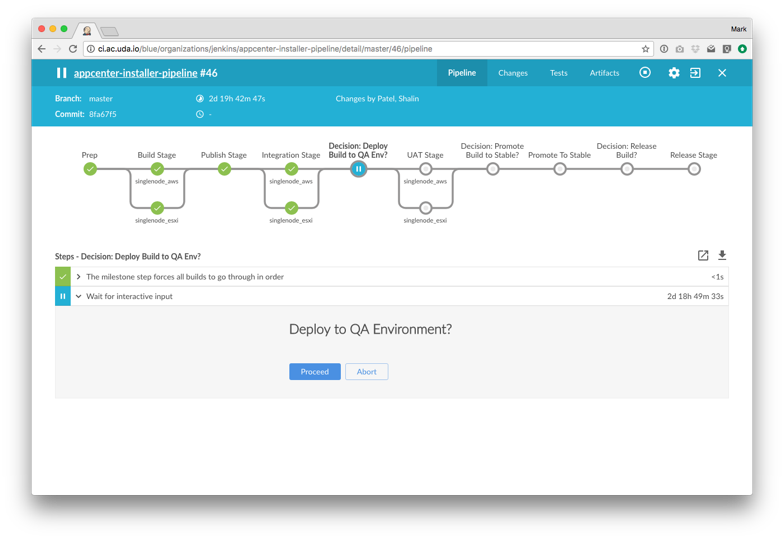 Mark
ci.ac.uda.io/blue/organizations/jenkins/appcenter-installer-pipeline/detail/master/46/pipeline
appcenter-installer-pipeline #46
Pipeline
Changes
Tests
Artifacts
Branch: master
2d 19h 42m 47s
Changes by Patel, Shalin
Commit: 8fa67f5
-
Prep
Build Stage
Publish Stage
Integration Stage
Decision: Deploy
Build to QA Env?
UAT Stage
Decision: Promote
Build to Stable?
Promote To Stable
Decision: Release
Build?
Release Stage
singlenode_aws
singlenode_aws
singlenode_aws
singlenode_esxi
singlenode_esxi
singlenode_esxi
Steps - Decision: Deploy Build to QA Env?
The milestone step forces all builds to go through in order
<1s
Wait for interactive input
2d 18h 49m 33s
Deploy to QA Environment?
Proceed
Abort